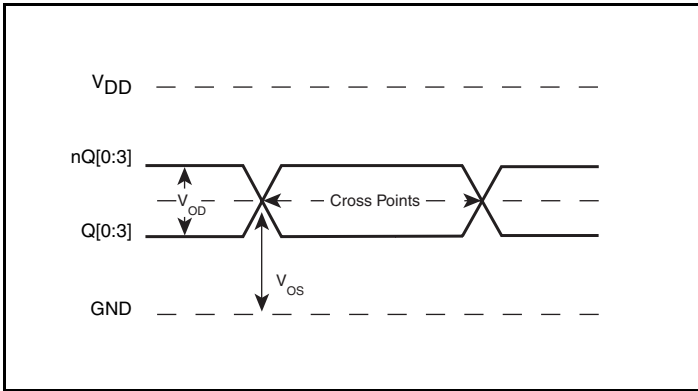 VDD
nQ[0:3]
VOD
Cross Points
Q[0:3]
VOS
GND